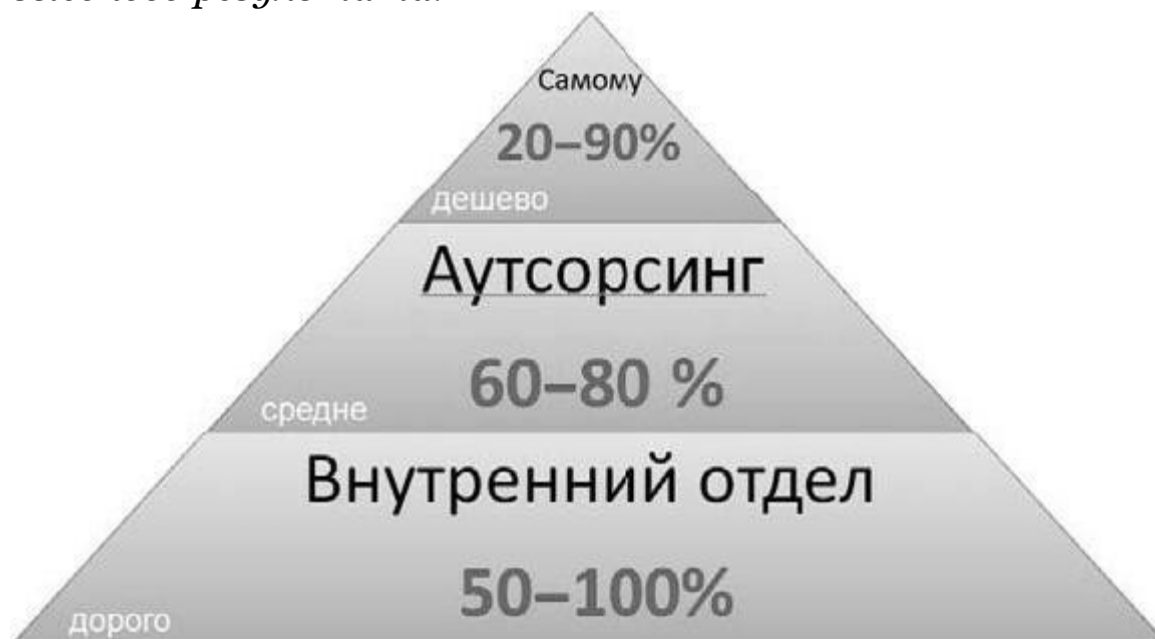 Самому
20–90%
дешево
Аутсорсинг
60–80 %
средне
Внутренний отдел
50–100%
дорого